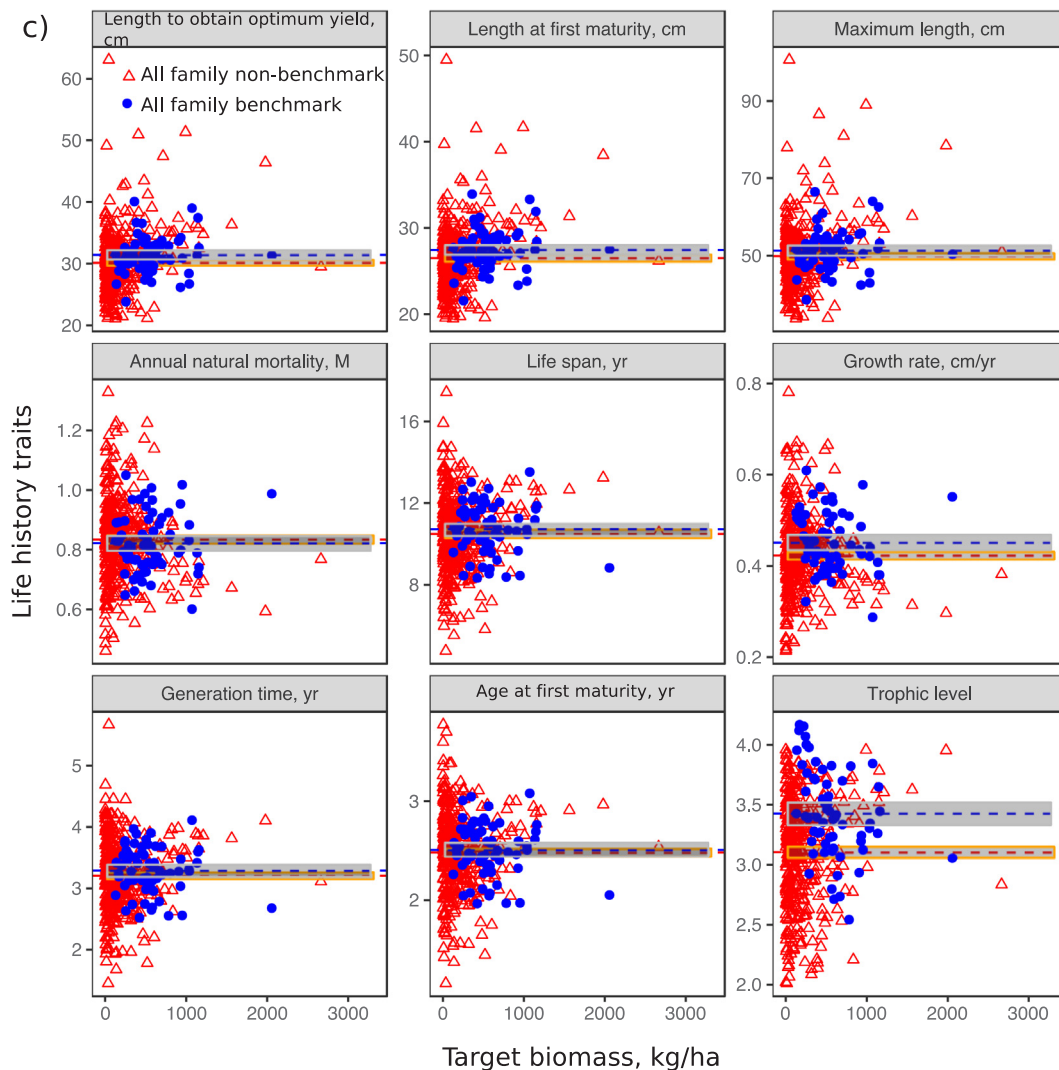 c)
Length to obtain optimum yield,
cm
Length at first maturity, cm
Maximum length, cm
All family non-benchmark
All family benchmark
60
50
40
30
20
50
40
30
20
90
70
50
Annual natural mortality, M
Life span, yr
Growth rate, cm/yr
1.2
1.0
0.8
0.6
16
12
8
0.8
0.6
0.4
0.2
Life history traits
Generation time, yr
Age at first maturity, yr
Trophic level
5
4
3
2
3
2
4.0
3.5
3.0
2.5
2.0
0 1000 2000 3000
0 1000 2000 3000
0 1000 2000 3000
Target biomass, kg/ha